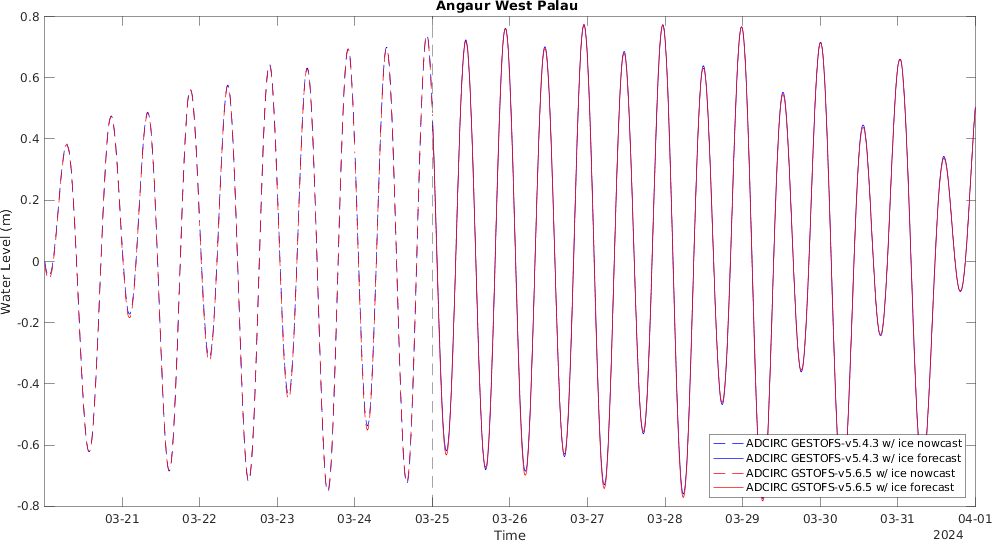 Angaur West Palau
0.8
0.6
0.4
0.2
0
-0.2
-0.4
-0.6
-0.8
Water Level (m)
ADCIRC GESTOFS-v5.4.3 w/ ice nowcast
ADCIRC GESTOFS-v5.4.3 w/ ice forecast
ADCIRC GSTOFS-v5.6.5 w/ ice nowcast
ADCIRC GSTOFS-v5.6.5 w/ ice forecast
03-21 03-22 03-23 03-24 03-25 03-26 03-27 03-28 03-29 03-30 03-31 04-01
Time
2024